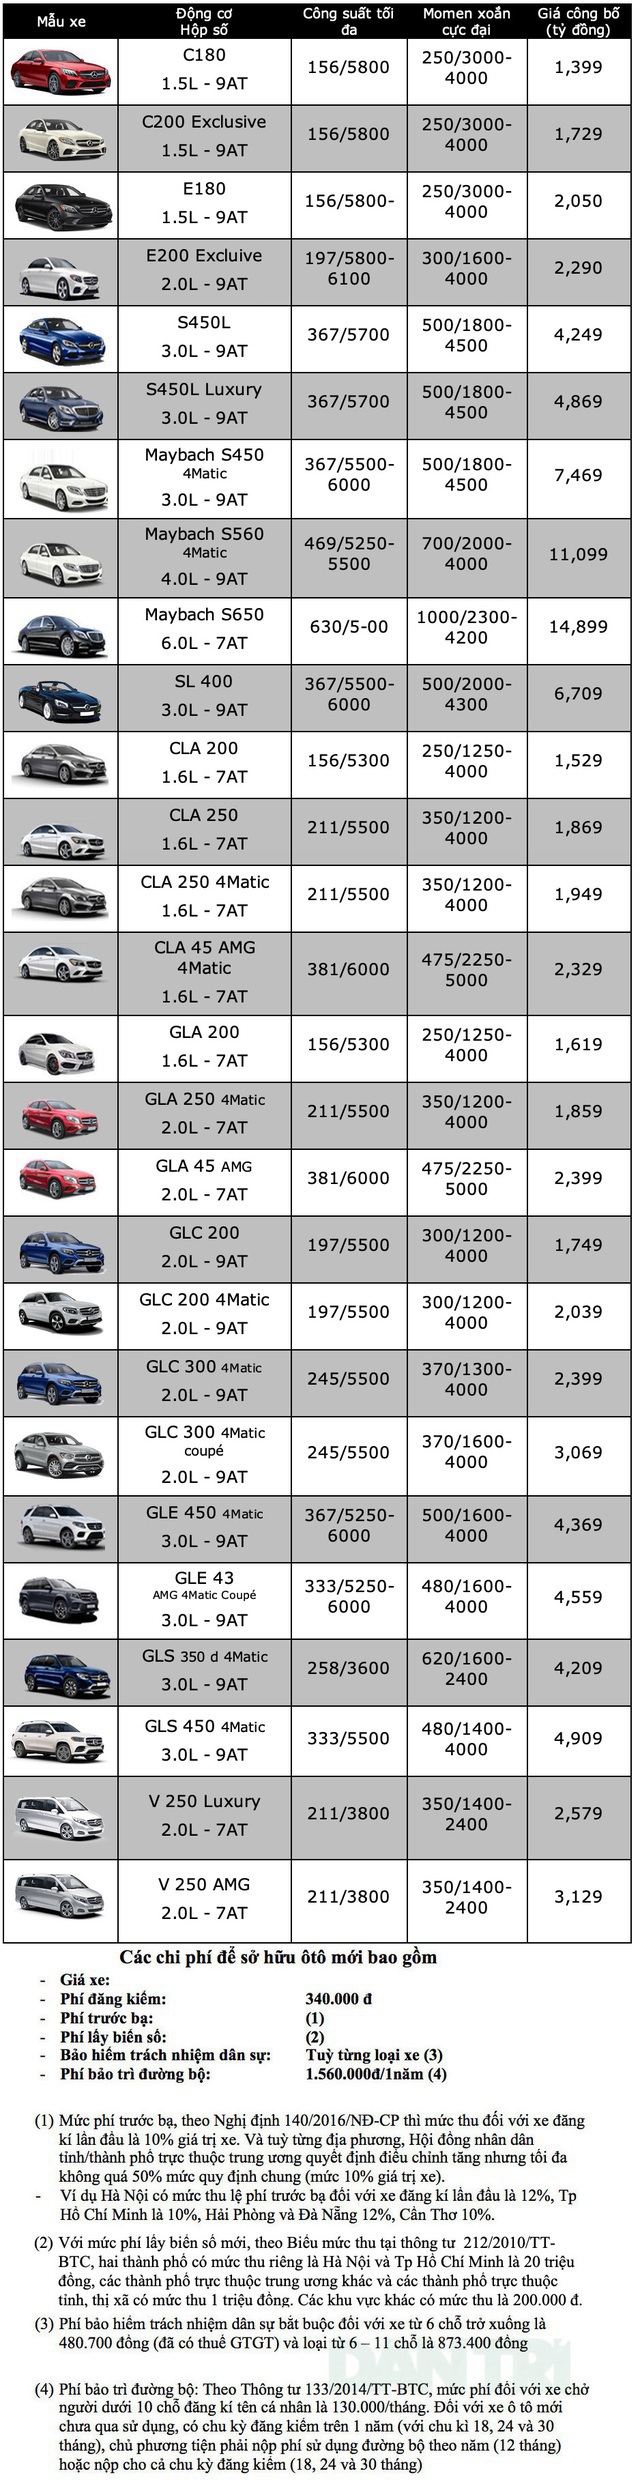 Mẫu xe
Động cơ
Hộp số
Công suất tối
đa
Momen xoắn
cực đại
Giá công bố
(tỷ đồng)
C180
1.5L - 9AT
156/5800
250/3000-
4000
1,399
C200 Exclusive
1.5L - 9AT
156/5800
250/3000-
4000
1,729
E180
1.5L - 9AT
156/5800-
250/3000-
4000
2,050
E200 Excluive
2.0L - 9AT
197/5800-
6100
300/1600-
4000
2,290
S450L
3.0L - 9AT
367/5700
500/1800-
4500
4,249
S450L Luxury
3.0L - 9AT
367/5700
500/1800-
4500
4,869
Maybach S450
4Matic
3.0L - 9AT
367/5500-
6000
500/1800-
4500
7,469
Maybach S560
4Matic
4.0L - 9AT
469/5250-
5500
700/2000-
4000
11,099
Maybach S650
6.0L - 7AT
630/5-00
1000/2300-
4200
14,899
SL 400
3.0L - 9AT
367/5500-
6000
500/2000-
4300
6,709
CLA 200
1.6L - 7AT
156/5300
250/1250-
4000
1,529
CLA 250
1.6L - 7AT
211/5500
350/1200-
4000
1,869
CLA 250 4Matic
1.6L - 7AT
211/5500
350/1200-
4000
1,949
CLA 45 AMG
4Matic
1.6L - 7AT
381/6000
475/2250-
5000
2,329
GLA 200
1.6L - 7AT
156/5300
250/1250-
4000
1,619
GLA 250 4Matic
2.0L - 7AT
211/5500
350/1200-
4000
1,859
GLA 45 AMG
2.0L - 7AT
381/6000
475/2250-
5000
2,399
GLC 200
2.0L - 9AT
197/5500
300/1200-
4000
1,749
GLC 200 4Matic
2.0L - 9AT
197/5500
300/1200-
4000
2,039
GLC 300 4Matic
2.0L - 9AT
245/5500
370/1300-
4000
2,399
GLC 300 4Matic
coupé
2.0L - 9AT
245/5500
370/1600-
4000
3,069
GLE 450 4Matic
3.0L - 9AT
367/5250-
6000
500/1600-
4000
4,369
GLE 43
AMG 4Matic Coupé
3.0L - 9AT
333/5250-
6000
480/1600-
4000
4,559
GLS 350 d 4Matic
3.0L - 9AT
258/3600
620/1600-
2400
4,209
GLS 450 4Matic
3.0L - 9AT
333/5500
480/1400-
4000
4,909
V 250 Luxury
2.0L - 7AT
211/3800
350/1400-
2400
2,579
V 250 AMG
2.0L - 7AT
211/3800
350/1400-
2400
3,129
Các chi phí để sở hữu ôtô mới bao gồm
- Giá xe:
- Phí đăng kiểm: 340.000 đ
- Phí trước bạ: (1)
- Phí lấy biển số: (2)
- Bảo hiểm trách nhiệm dân sự: Tuỳ từng loại xe (3)
- Phí bảo trì đường bộ: 1.560.000đ/1năm (4)
(1) Mức phí trước bạ, theo Nghị định 140/2016/NĐ-CP thì mức thu đối với xe đăng
kí lần đầu là 10% giá trị xe. Và tuỳ từng địa phương, Hội đồng nhân dân
tỉnh/thành phố trực thuộc trung ương quyết định điều chỉnh tăng nhưng tối đa
không quá 50% mức quy định chung (mức 10% giá trị xe).
- Ví dụ Hà Nội có mức thu lệ phí trước bạ đối với xe đăng kí lần đầu là 12%, Tp
Hồ Chí Minh là 10%, Hải Phòng và Đà Nẵng 12%, Cần Thơ 10%.
(2) Với mức phí lấy biển số mới, theo Biểu mức thu tại thông tư 212/2010/TT-
BTC, hai thành phố có mức thu riêng là Hà Nội và Tp Hồ Chí Minh là 20 triệu
đồng, các thành phố trực thuộc trung ương khác và các thành phố trực thuộc
tỉnh, thị xã có mức thu 1 triệu đồng. Các khu vực khác có mức thu là 200.000 đ.
(3) Phí bảo hiểm trách nhiệm dân sự bắt buộc đối với xe từ 6 chỗ trở xuống là
480.700 đồng (đã có thuế GTGT) và loại từ 6 – 11 chỗ là 873.400 đồng
DÂN TRÍ
(4) Phí bảo trì đường bộ: Theo Thông tư 133/2014/TT-BTC, mức phí đối với xe chở
người dưới 10 chỗ đăng kí tên cá nhân là 130.000/tháng. Đối với xe ô tô mới
chưa qua sử dụng, có chu kỳ đăng kiểm trên 1 năm (với chu kì 18, 24 và 30
tháng), chủ phương tiện phải nộp phí sử dụng đường bộ theo năm (12 tháng)
hoặc nộp cho cả chu kỳ đăng kiểm (18, 24 và 30 tháng)